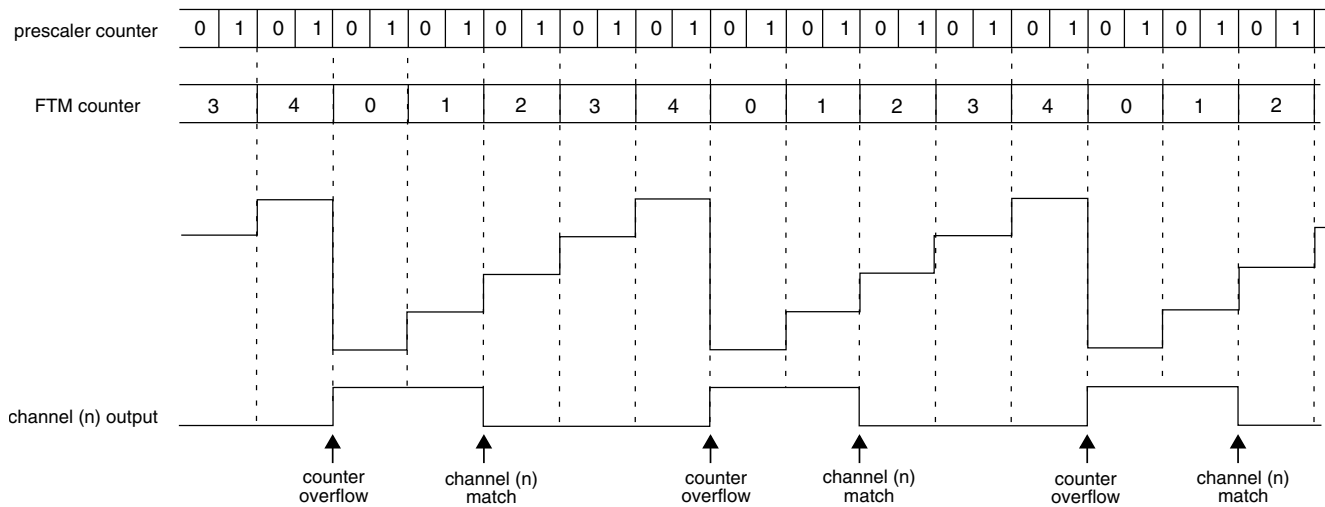 prescaler counter 0 1 0 1 0 1 0 1 0 1 0 1 0 1 0 1 0 1 0 1 0 1 0 1 0 1 0 1 0 1
FTM counter 3 4 0 1 2 3 4 0 1 2 3 4 0 1 2
channel (n) output
counter overflow
channel (n) match
counter overflow
channel (n) match
counter overflow
channel (n) match